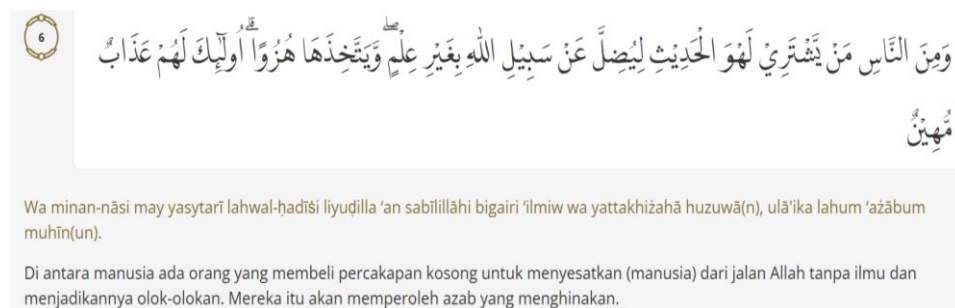 6
وَمِنَ النَّاسِ مَنْ يَّشْتَرِيْ لَهْوَ الْحَدِيْثِ لِيُضِلَّ عَنْ سَبِيْلِ اللّٰهِ بِغَيْرِ عِلْمٍۖ وَّيَتَّخِذَهَا هُزُوًاۗ اُولٰۤىِٕكَ لَهُمْ عَذَابٌ
مُّهِيْنٌ
Wa minan-nāsi may yasytarī lahwal-ḥadīṡi liyuḍilla ‘an sabīlillāhi bigairi ‘ilmiw wa yattakhiżahā huzuwā(n), ulā'ika lahum ‘ażābum
muhīn(un).
Di antara manusia ada orang yang membeli percakapan kosong untuk menyesatkan (manusia) dari jalan Allah tanpa ilmu dan
menjadikannya olok-olokan. Mereka itu akan memperoleh azab yang menghinakan.